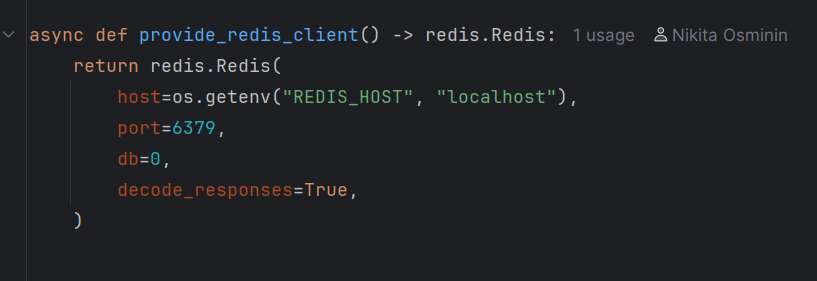 async def provide_redis_client() -> redis.Redis: 1 usage Nikita Osminin
return redis.Redis(
host=os.getenv("REDIS_HOST", "localhost"),
port=6379,
db=0,
decode_responses=True,
)